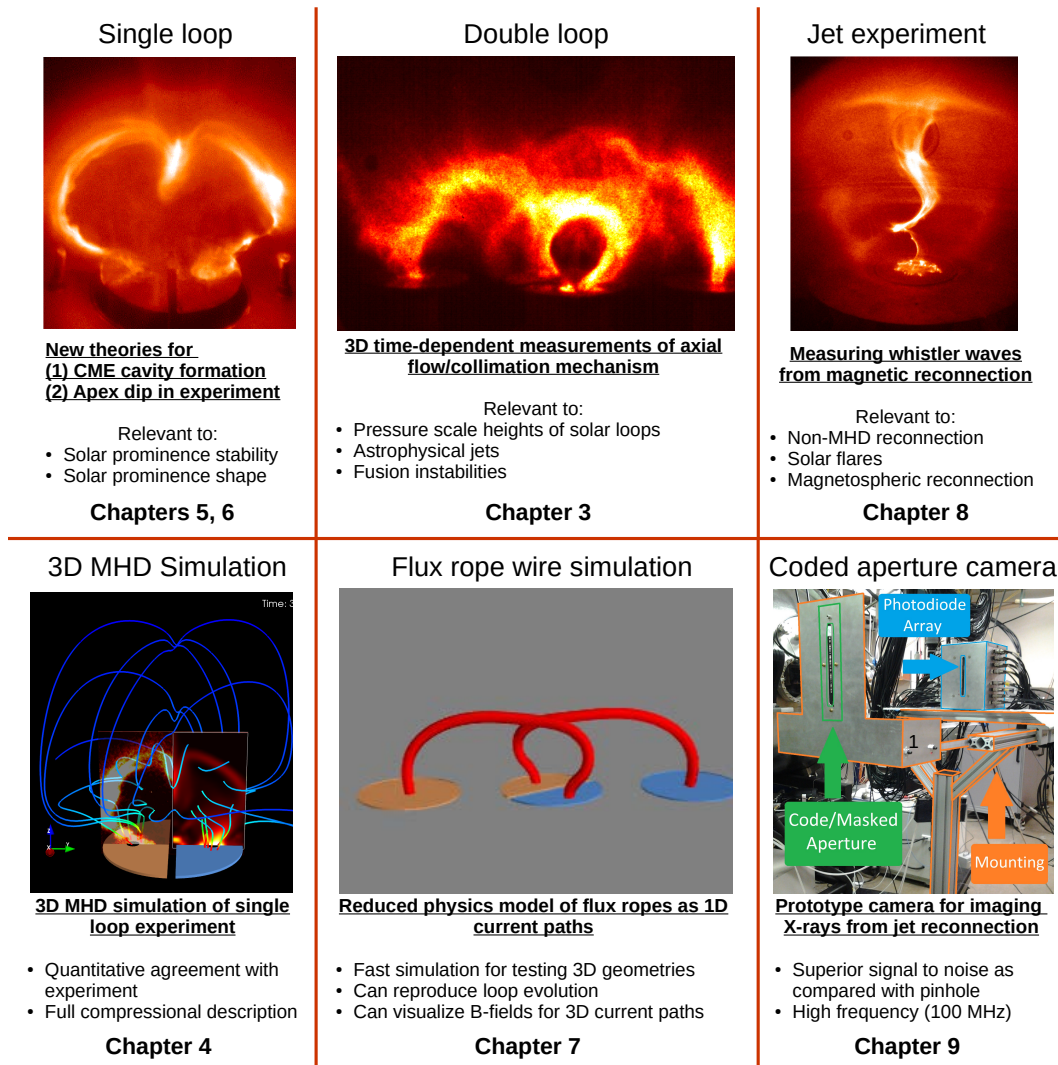 Single loop
New theories for
(1) CME cavity formation
(2) Apex dip in experiment
Relevant to:
• Solar prominence stability
• Solar prominence shape
Chapters 5, 6
Double loop
3D time-dependent measurements of axial
flow/collimation mechanism
Relevant to:
• Pressure scale heights of solar loops
• Astrophysical jets
• Fusion instabilities
Chapter 3
Jet experiment
Measuring whistler waves
from magnetic reconnection
Relevant to:
• Non-MHD reconnection
• Solar flares
• Magnetospheric reconnection
Chapter 8
3D MHD Simulation
Time: 3
z
x
y
3D MHD simulation of single
loop experiment
• Quantitative agreement with
experiment
• Full compressional description
Chapter 4
Flux rope wire simulation
Reduced physics model of flux ropes as 1D
current paths
• Fast simulation for testing 3D geometries
• Can reproduce loop evolution
• Can visualize B-fields for 3D current paths
Chapter 7
Coded aperture camera
Photodiode
Array
1
Code/Masked
Aperture
Mounting
Prototype camera for imaging
X-rays from jet reconnection
• Superior signal to noise as
compared with pinhole
• High frequency (100 MHz)
Chapter 9